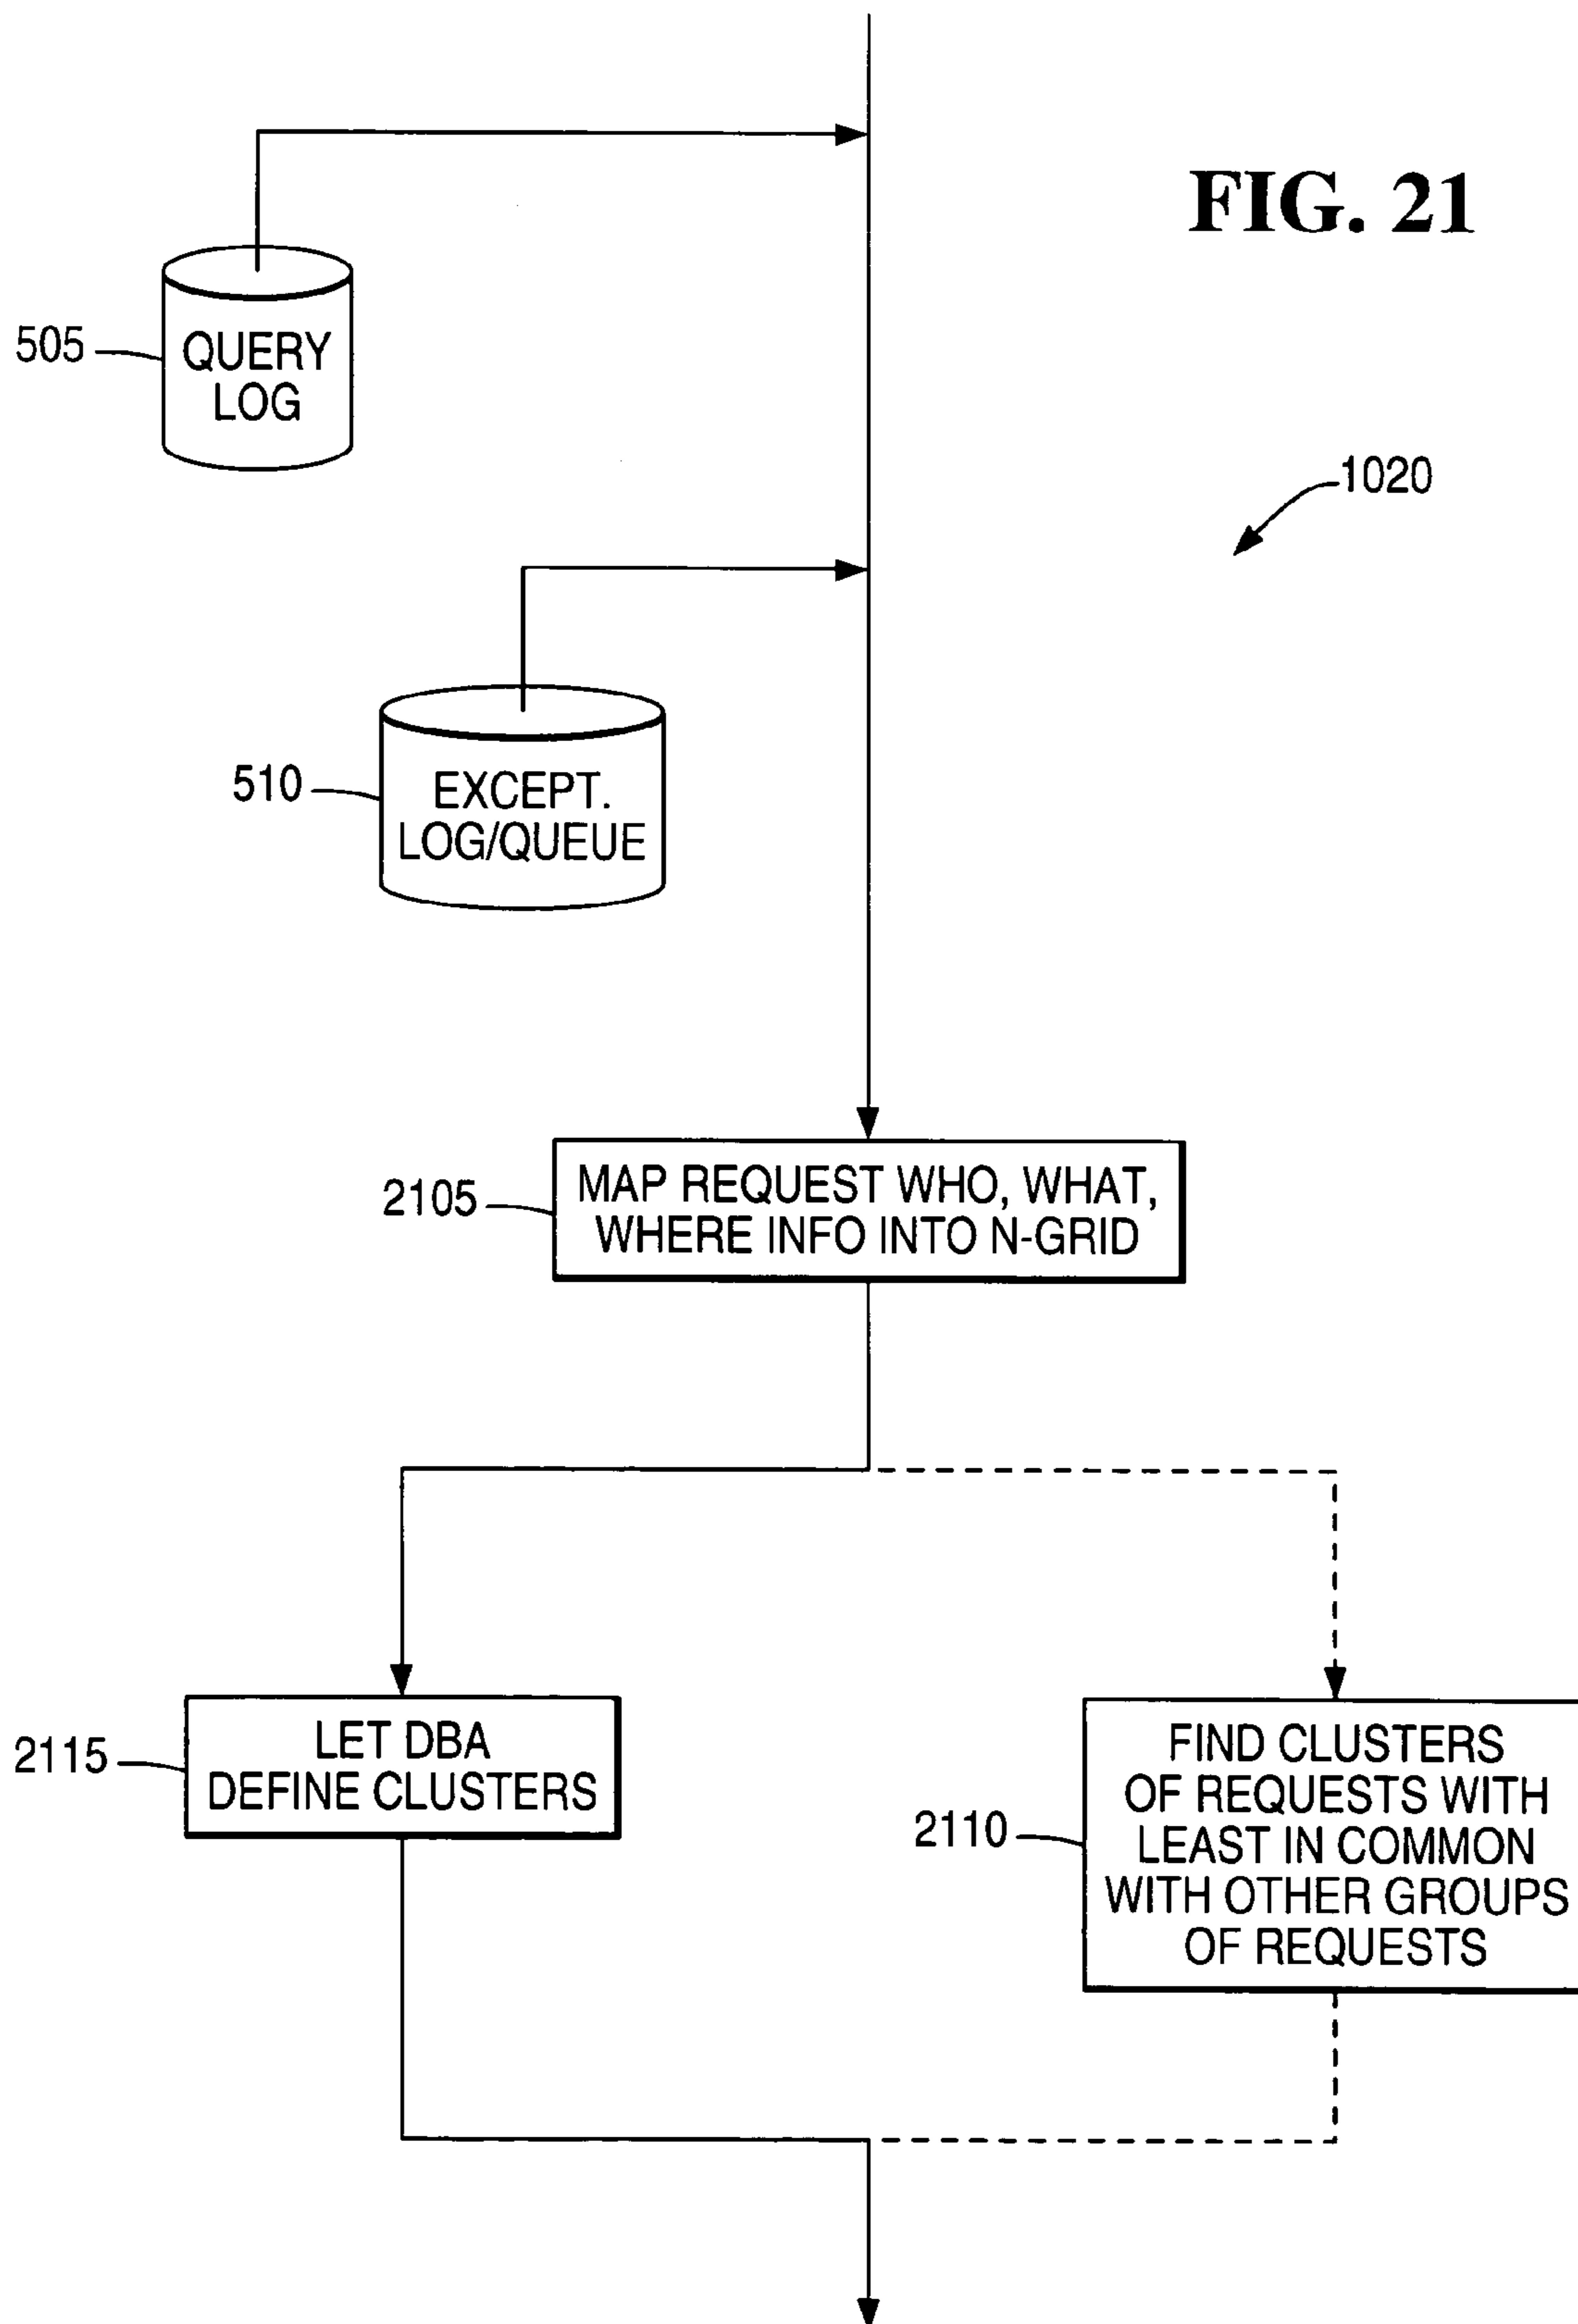 FIG. 21
505
QUERY
LOG
1020
510
EXCEPT.
LOG/QUEUE
2105
MAP REQUEST WHO, WHAT,
WHERE INFO INTO N-GRID
2115
LET DBA
DEFINE CLUSTERS
2110
FIND CLUSTERS
OF REQUESTS WITH
LEAST IN COMMON
WITH OTHER GROUPS
OF REQUESTS